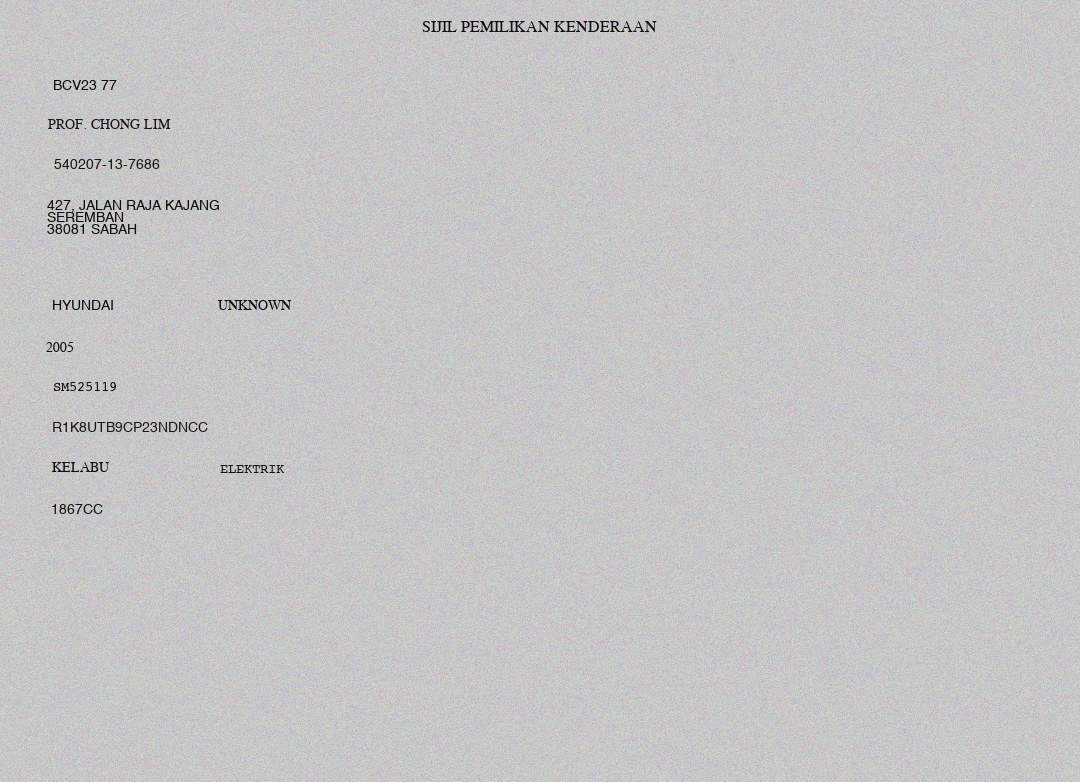 SIJIL PEMILIKAN KENDERAAN
BCV23 77
PROF. CHONG LIM
540207-13-7686
427, JALAN RAJA KAJANG
SEREMBAN
38081 SABAH
HYUNDAI UNKNOWN
2005
SM525119
R1K8UTB9CP23NDNCC
KELABU ELEKTRIK
1867CC